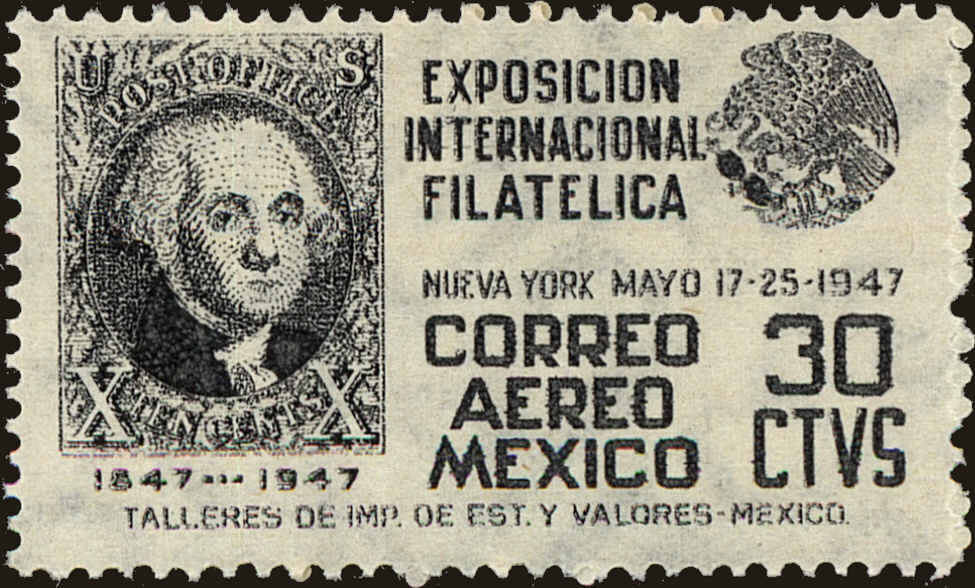 U S
POST OFFICE
X TEN CENTS X
1847---1947
EXPOSICION
INTERNACIONAL
FILATELICA
NUEVA YORK MAYO 17-25-1947
CORREO
AEREO
MEXICO
30
CTVS
TALLERES DE IMP. DE EST. Y VALORES-MEXICO.